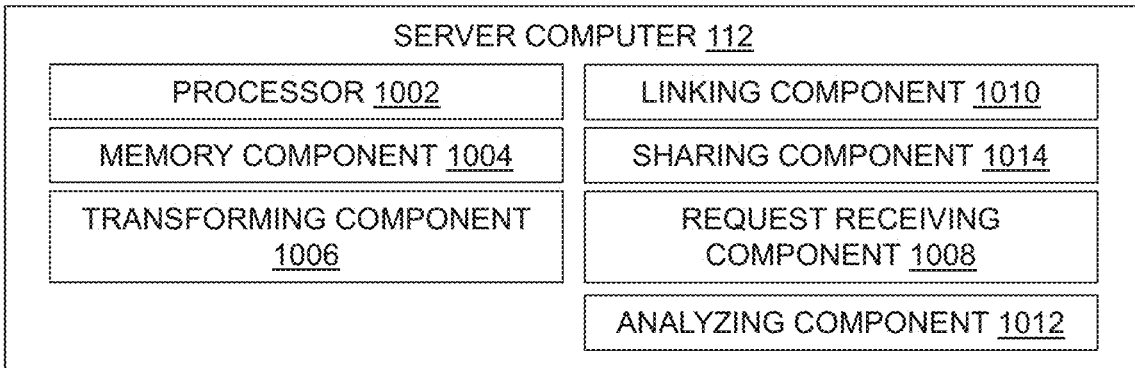 SERVER COMPUTER 112
PROCESSOR 1002
MEMORY COMPONENT 1004
TRANSFORMING COMPONENT
1006
LINKING COMPONENT 1010
SHARING COMPONENT 1014
REQUEST RECEIVING
COMPONENT 1008
ANALYZING COMPONENT 1012